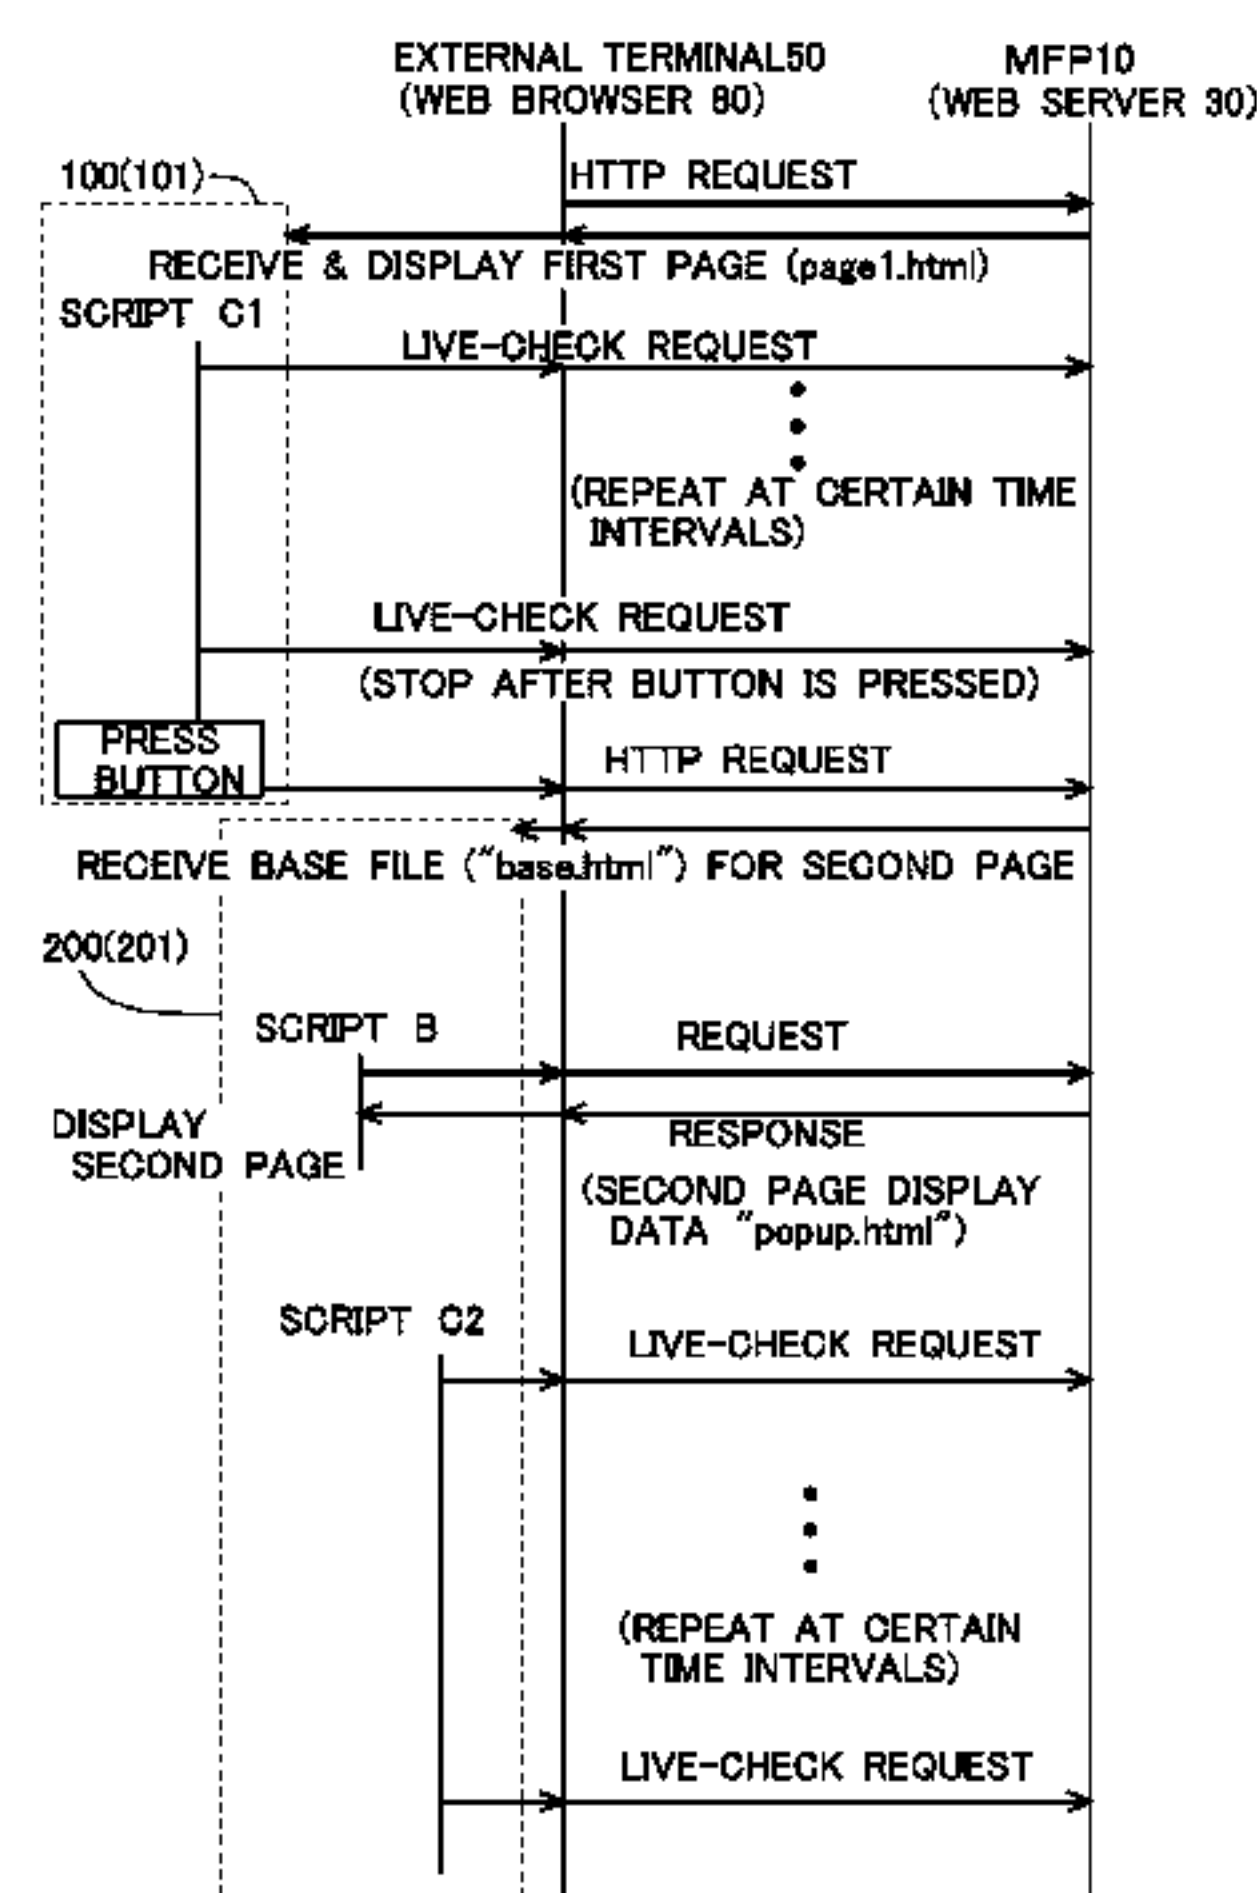 EXTERNAL TERMINAL50
(WEB BROWSER 80)
MFP10
(WEB SERVER 30)
100(101)
HTTP REQUEST
RECEIVE & DISPLAY FIRST PAGE (page1.html)
SCRIPT C1
LIVE-CHECK REQUEST
(REPEAT AT CERTAIN TIME
INTERVALS)
LIVE-CHECK REQUEST
(STOP AFTER BUTTON IS PRESSED)
PRESS
BUTTON
HTTP REQUEST
RECEIVE BASE FILE ("base.html") FOR SECOND PAGE
200(201)
SCRIPT B
REQUEST
DISPLAY
SECOND PAGE
RESPONSE
(SECOND PAGE DISPLAY
DATA "popup.html")
SCRIPT C2
LIVE-CHECK REQUEST
(REPEAT AT CERTAIN
TIME INTERVALS)
LIVE-CHECK REQUEST